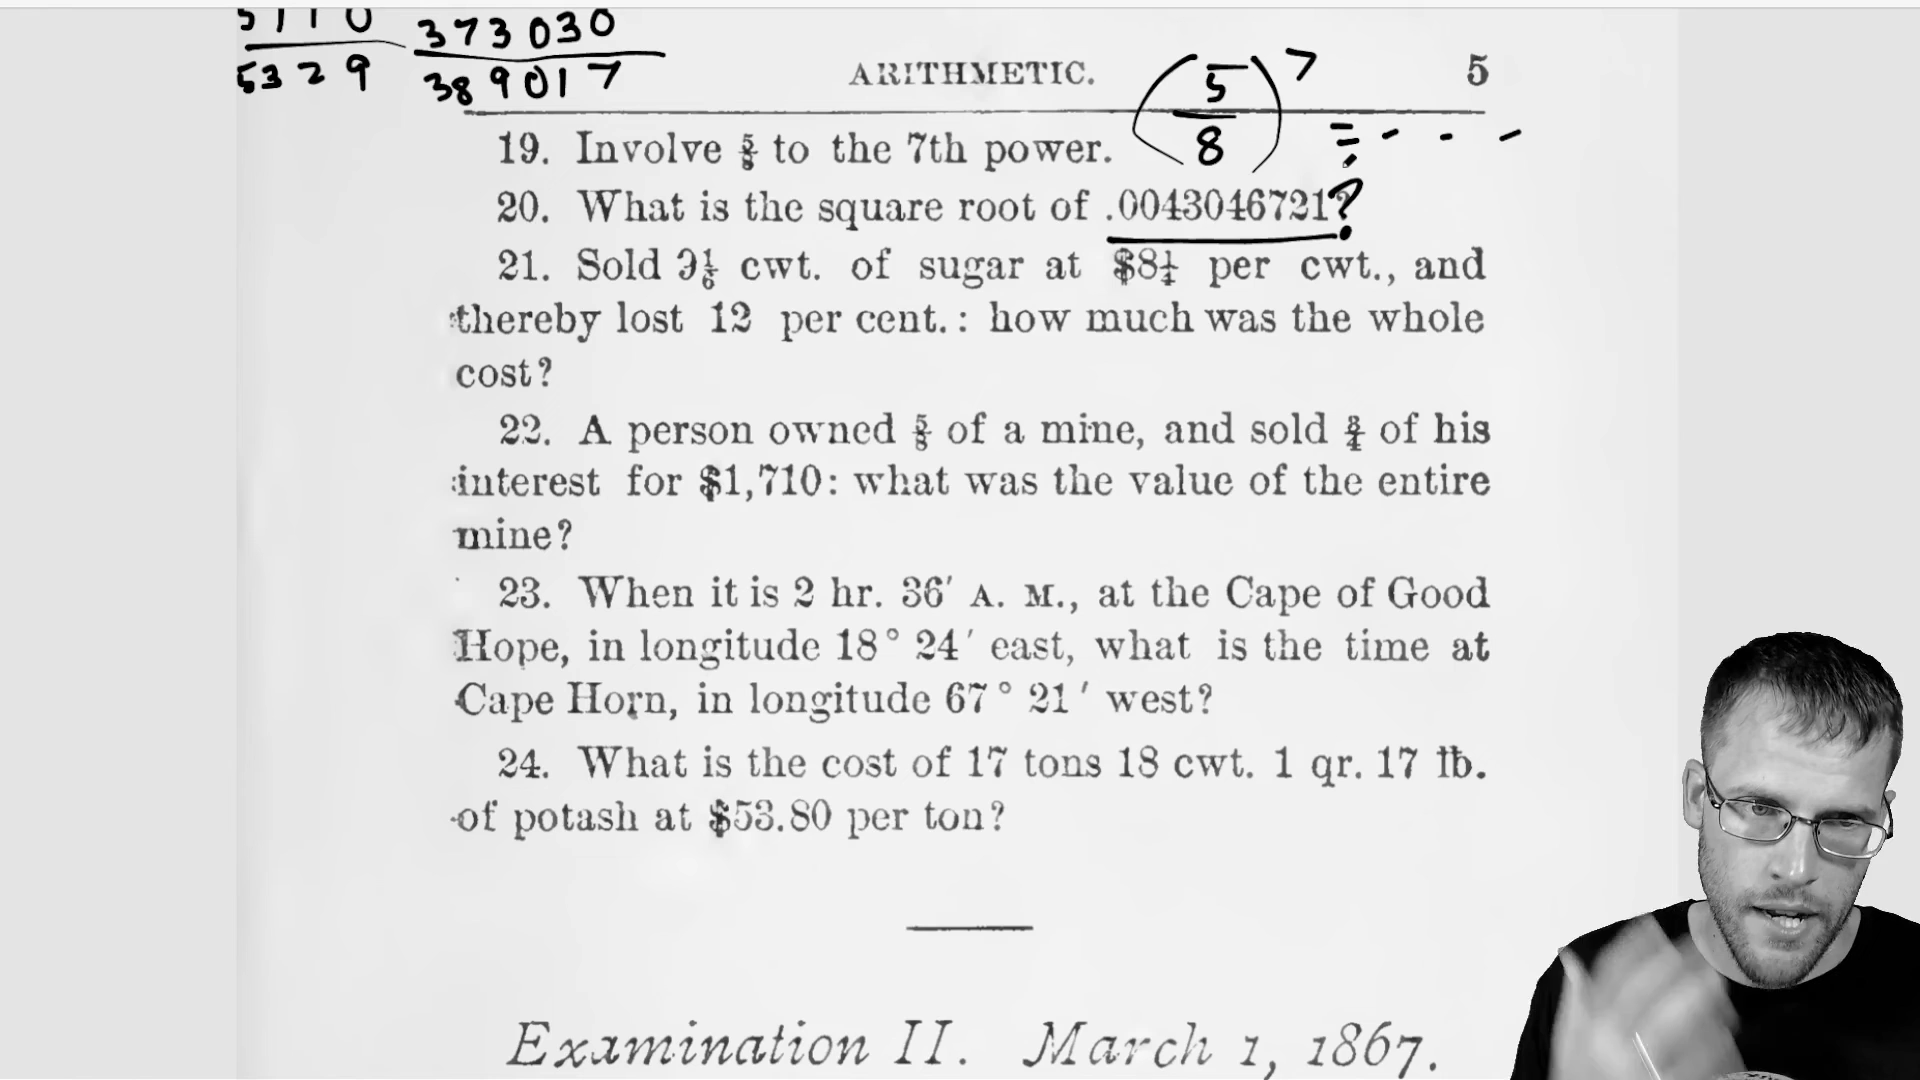 5110 373030
5329 389017
ARITHMETIC. 5
(5/8)^7 = - - -
19. Involve ⅝ to the 7th power.
20. What is the square root of .0043046721?
21. Sold 9⅙ cwt. of sugar at $8¼ per cwt., and
thereby lost 12 per cent.: how much was the whole
cost?
22. A person owned ⅝ of a mine, and sold ¾ of his
interest for $1,710: what was the value of the entire
mine?
23. When it is 2 hr. 36′ A. M., at the Cape of Good
Hope, in longitude 18° 24′ east, what is the time at
Cape Horn, in longitude 67° 21′ west?
24. What is the cost of 17 tons 18 cwt. 1 qr. 17 lb.
of potash at $53.80 per ton?
Examination II. March 1, 1867.